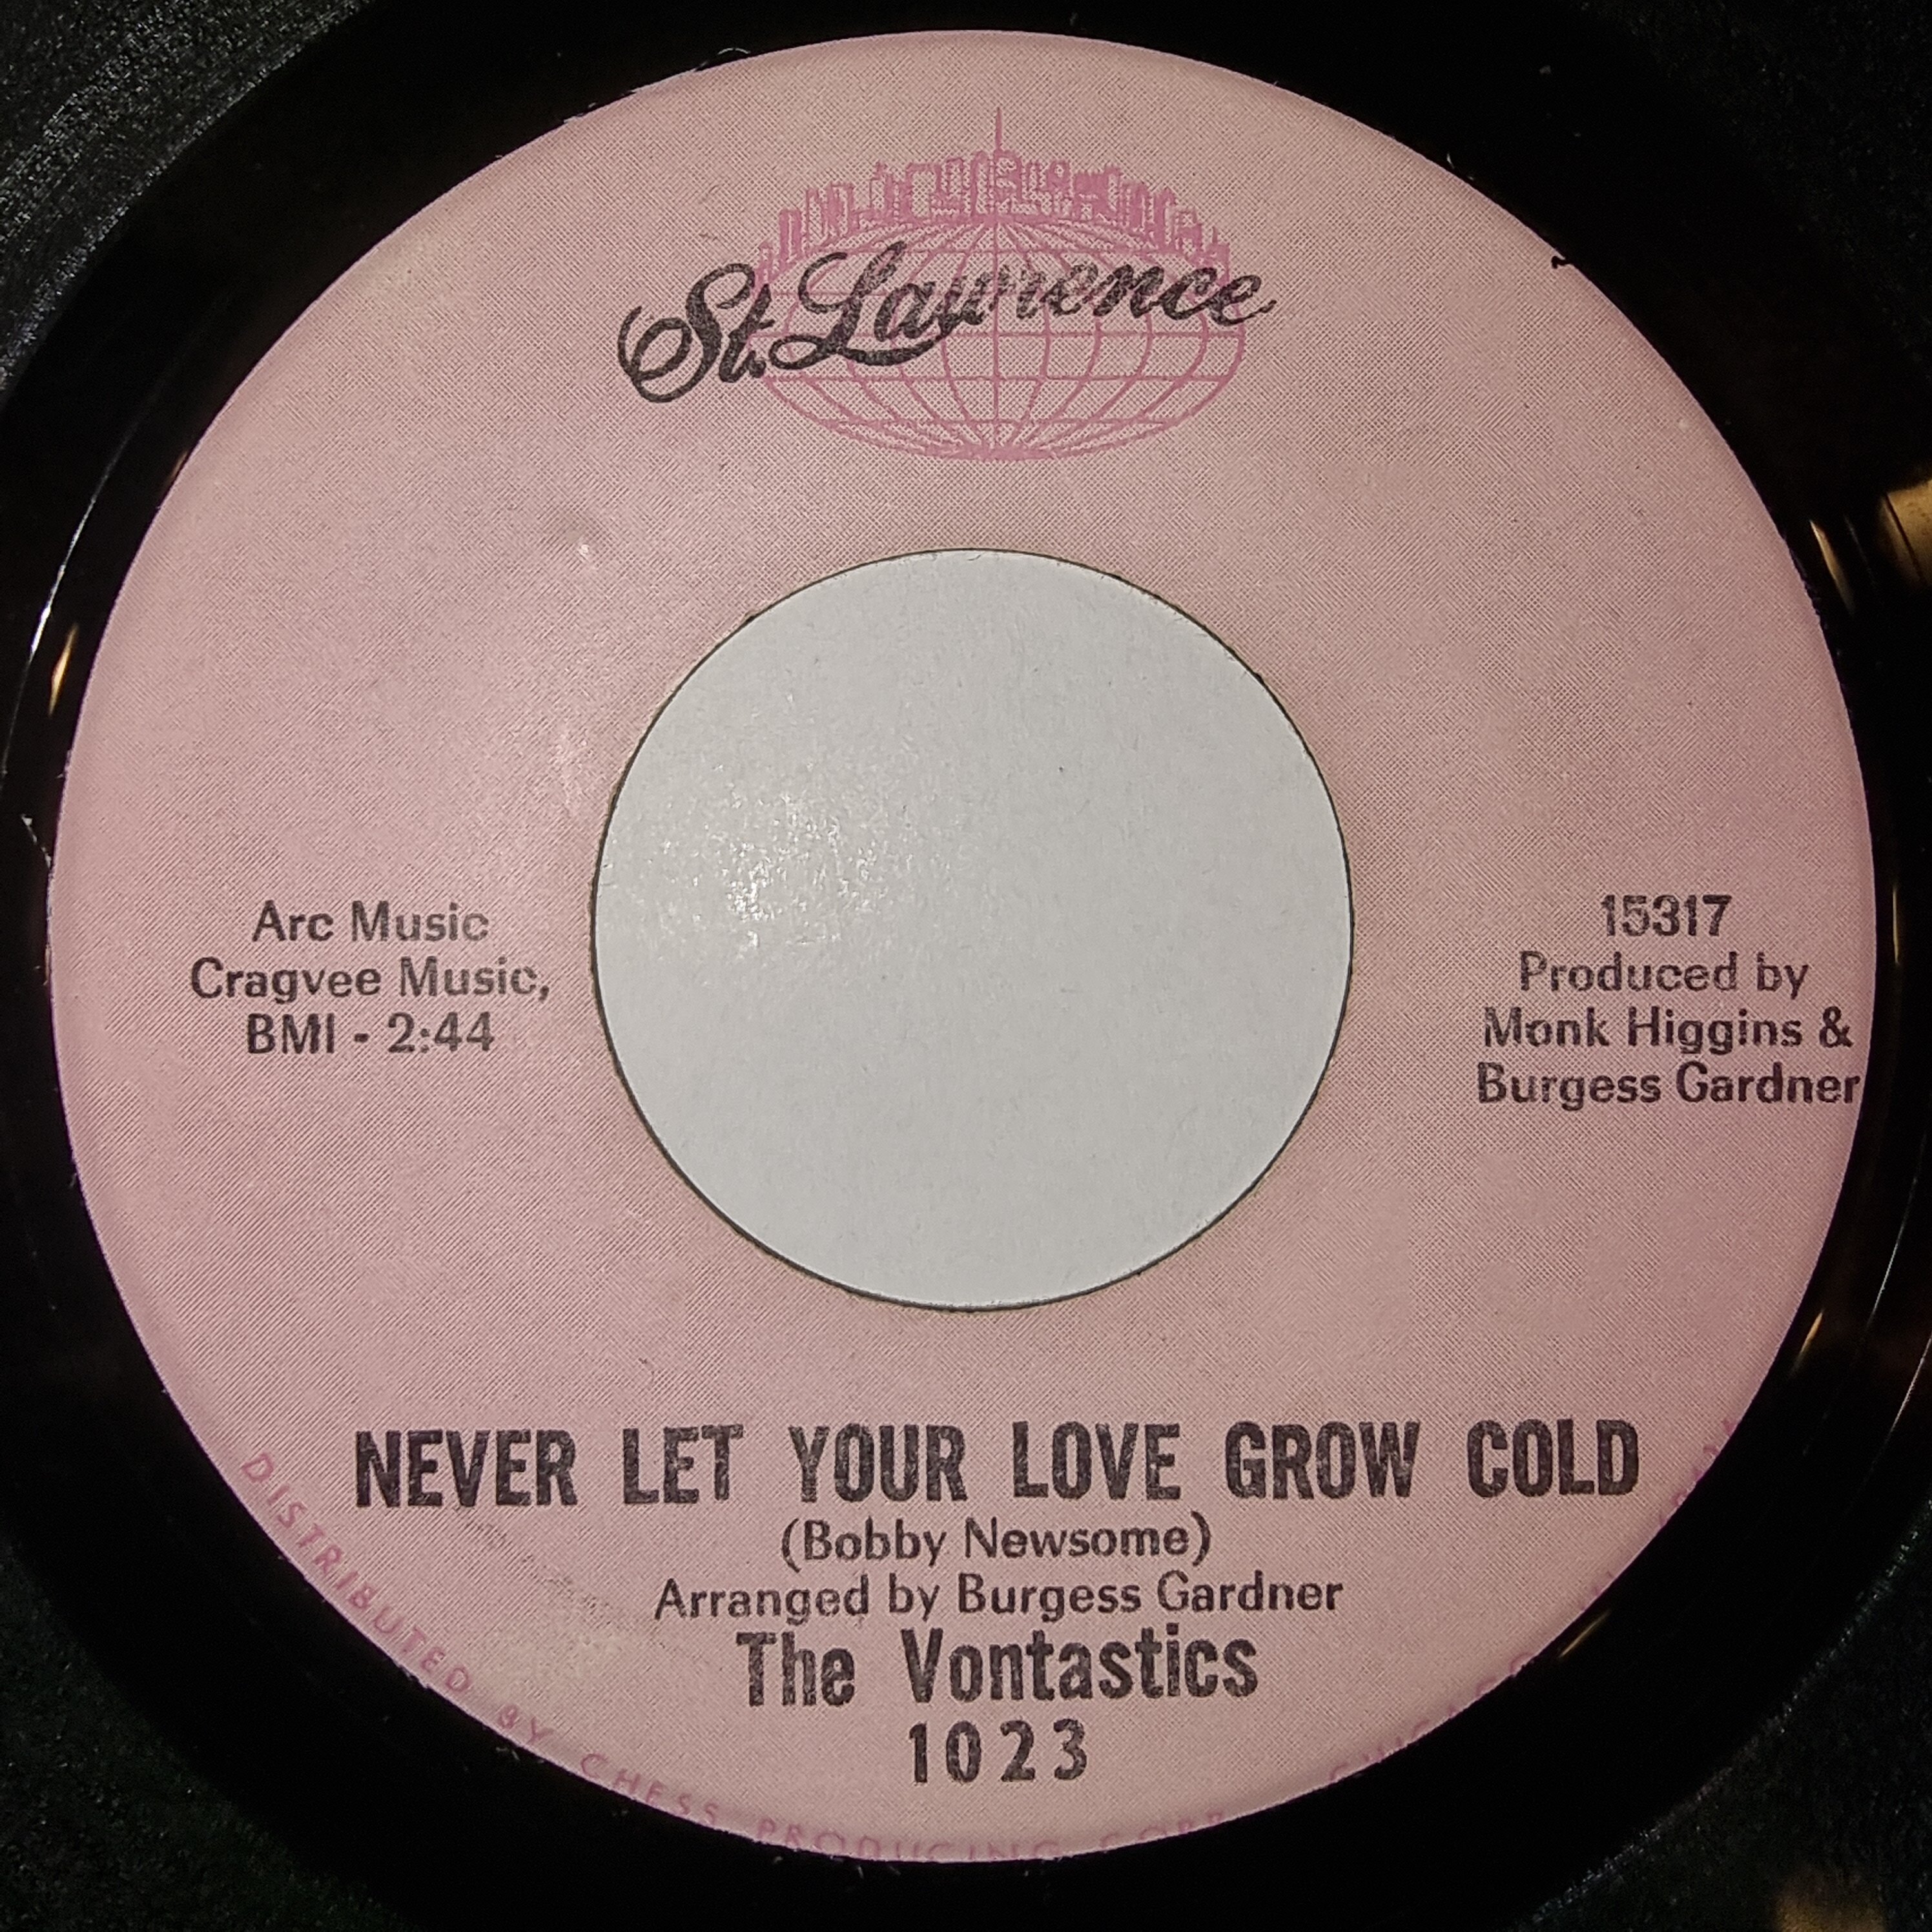 St. Lawrence
Arc Music
Cragvee Music,
BMI - 2:44
15317
Produced by
Monk Higgins &
Burgess Gardner
NEVER LET YOUR LOVE GROW COLD
(Bobby Newsome)
Arranged by Burgess Gardner
The Vontastics
1023
DISTRIBUTED BY CHESS PRODUCING CORP